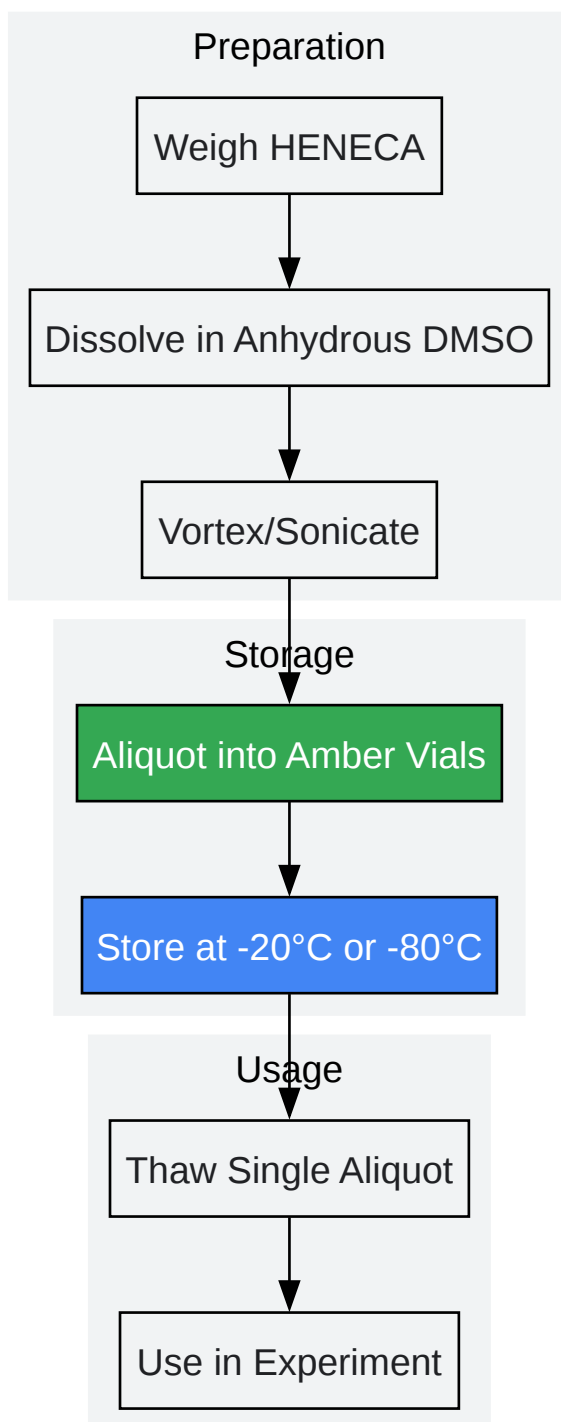 Preparation
Weigh HENECA
Dissolve in Anhydrous DMSO
Vortex/Sonicate
Storage
Aliquot into Amber Vials
Store at -20°C or -80°C
Usage
Thaw Single Aliquot
Use in Experiment